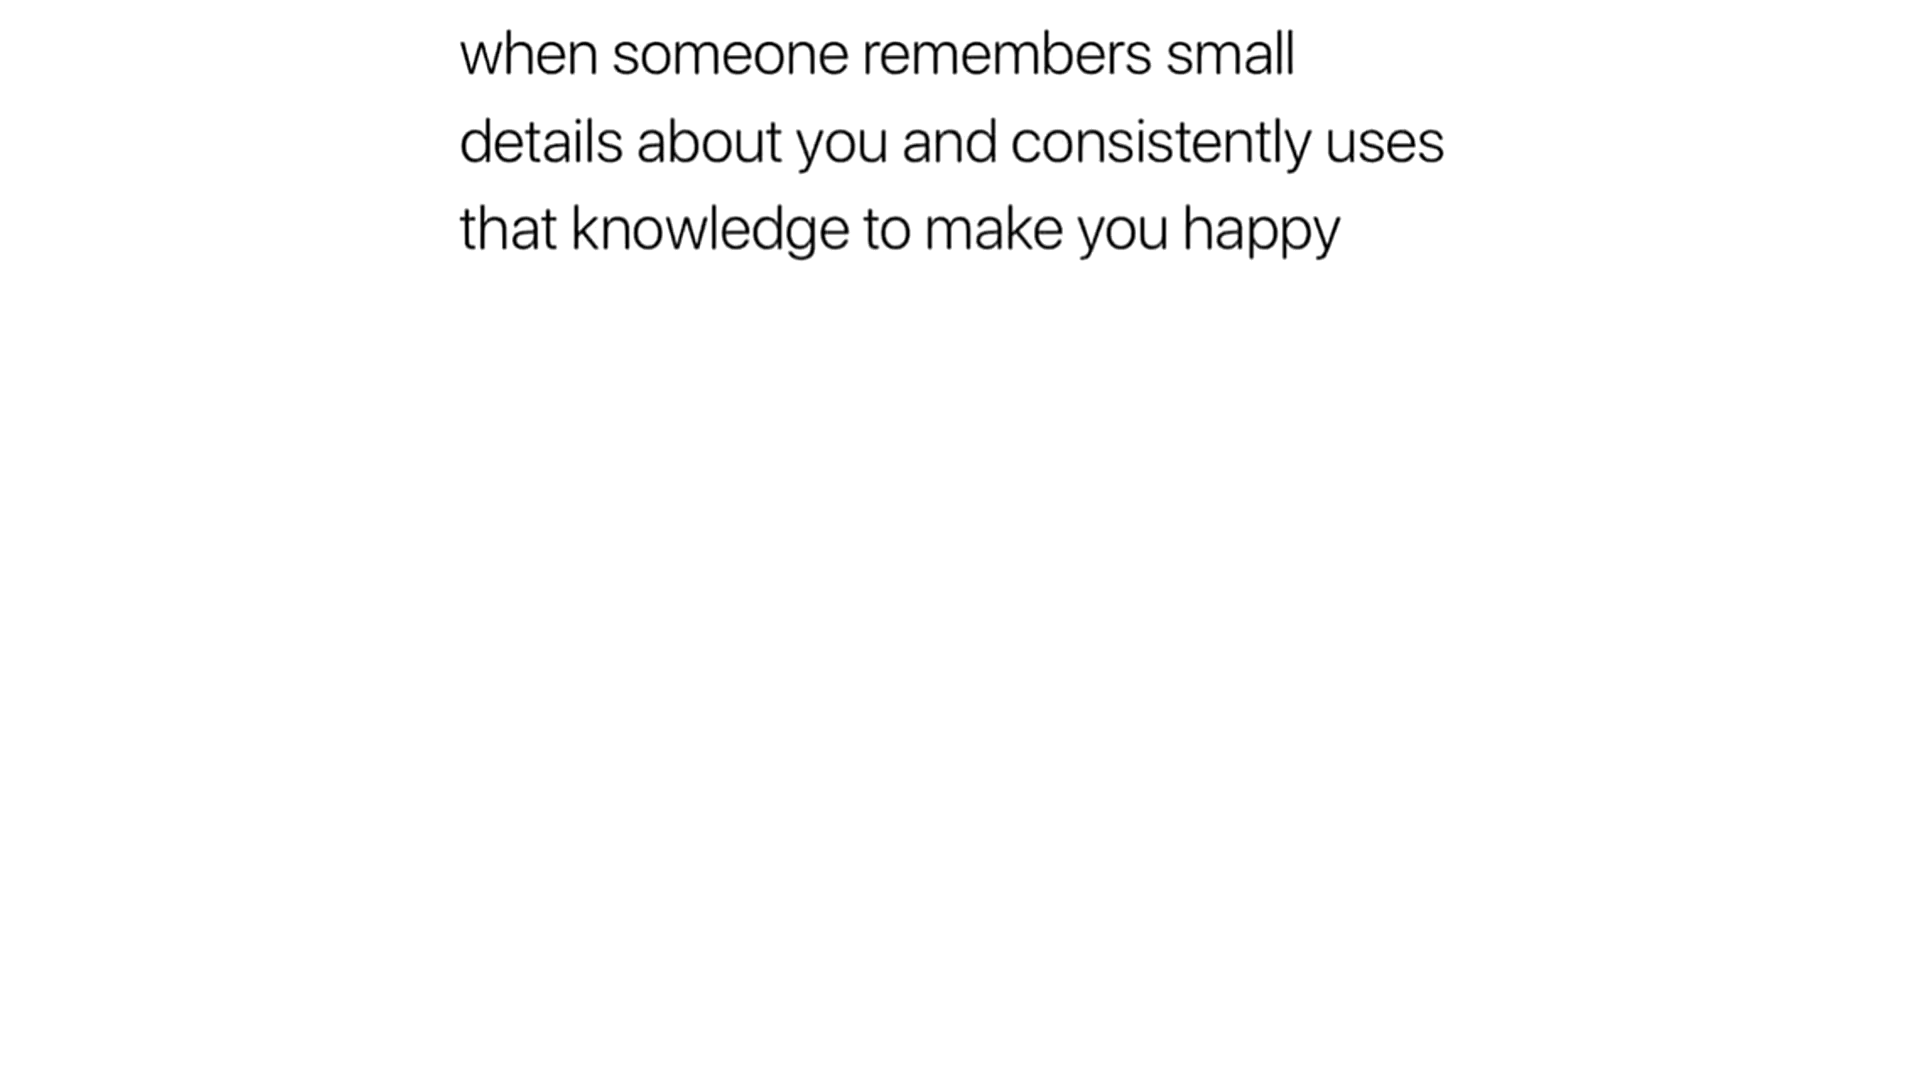 when someone remembers small
details about you and consistently uses
that knowledge to make you happy